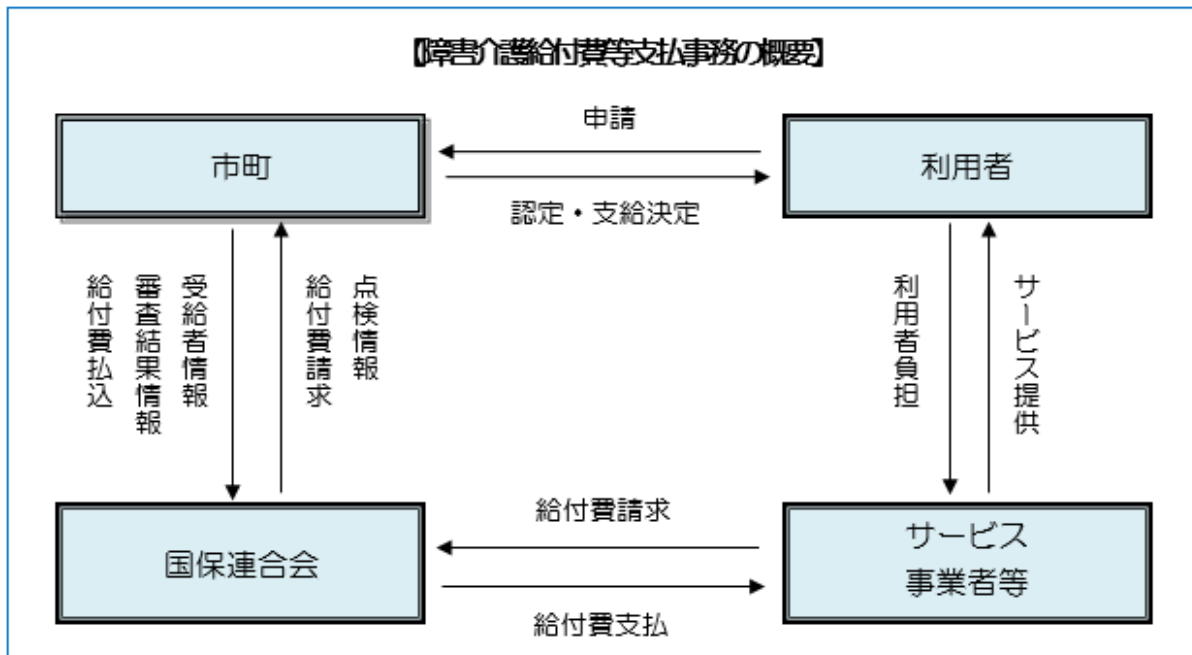 【障害介護給付費等支払事務の概要】
申請
市町
利用者
認定・支給決定
受給者情報
審査結果情報
給付費払込
点検情報
給付費請求
利用者負担
サービス提供
給付費請求
国保連合会
サービス
事業者等
給付費支払